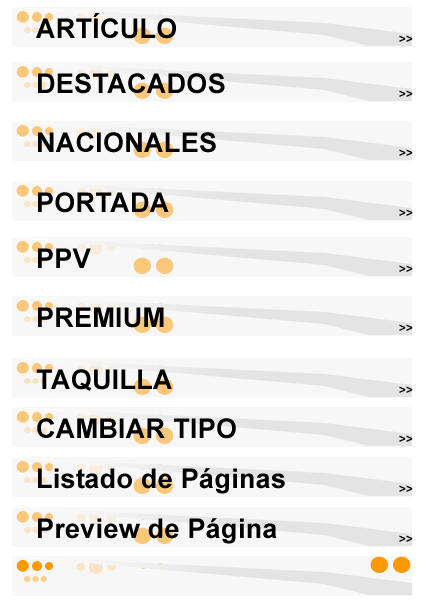 ARTÍCULO
>>
DESTACADOS
>>
NACIONALES
>>
PORTADA
>>
PPV
>>
PREMIUM
>>
TAQUILLA
>>
CAMBIAR TIPO
>>
Listado de Páginas
>>
Preview de Página
>>